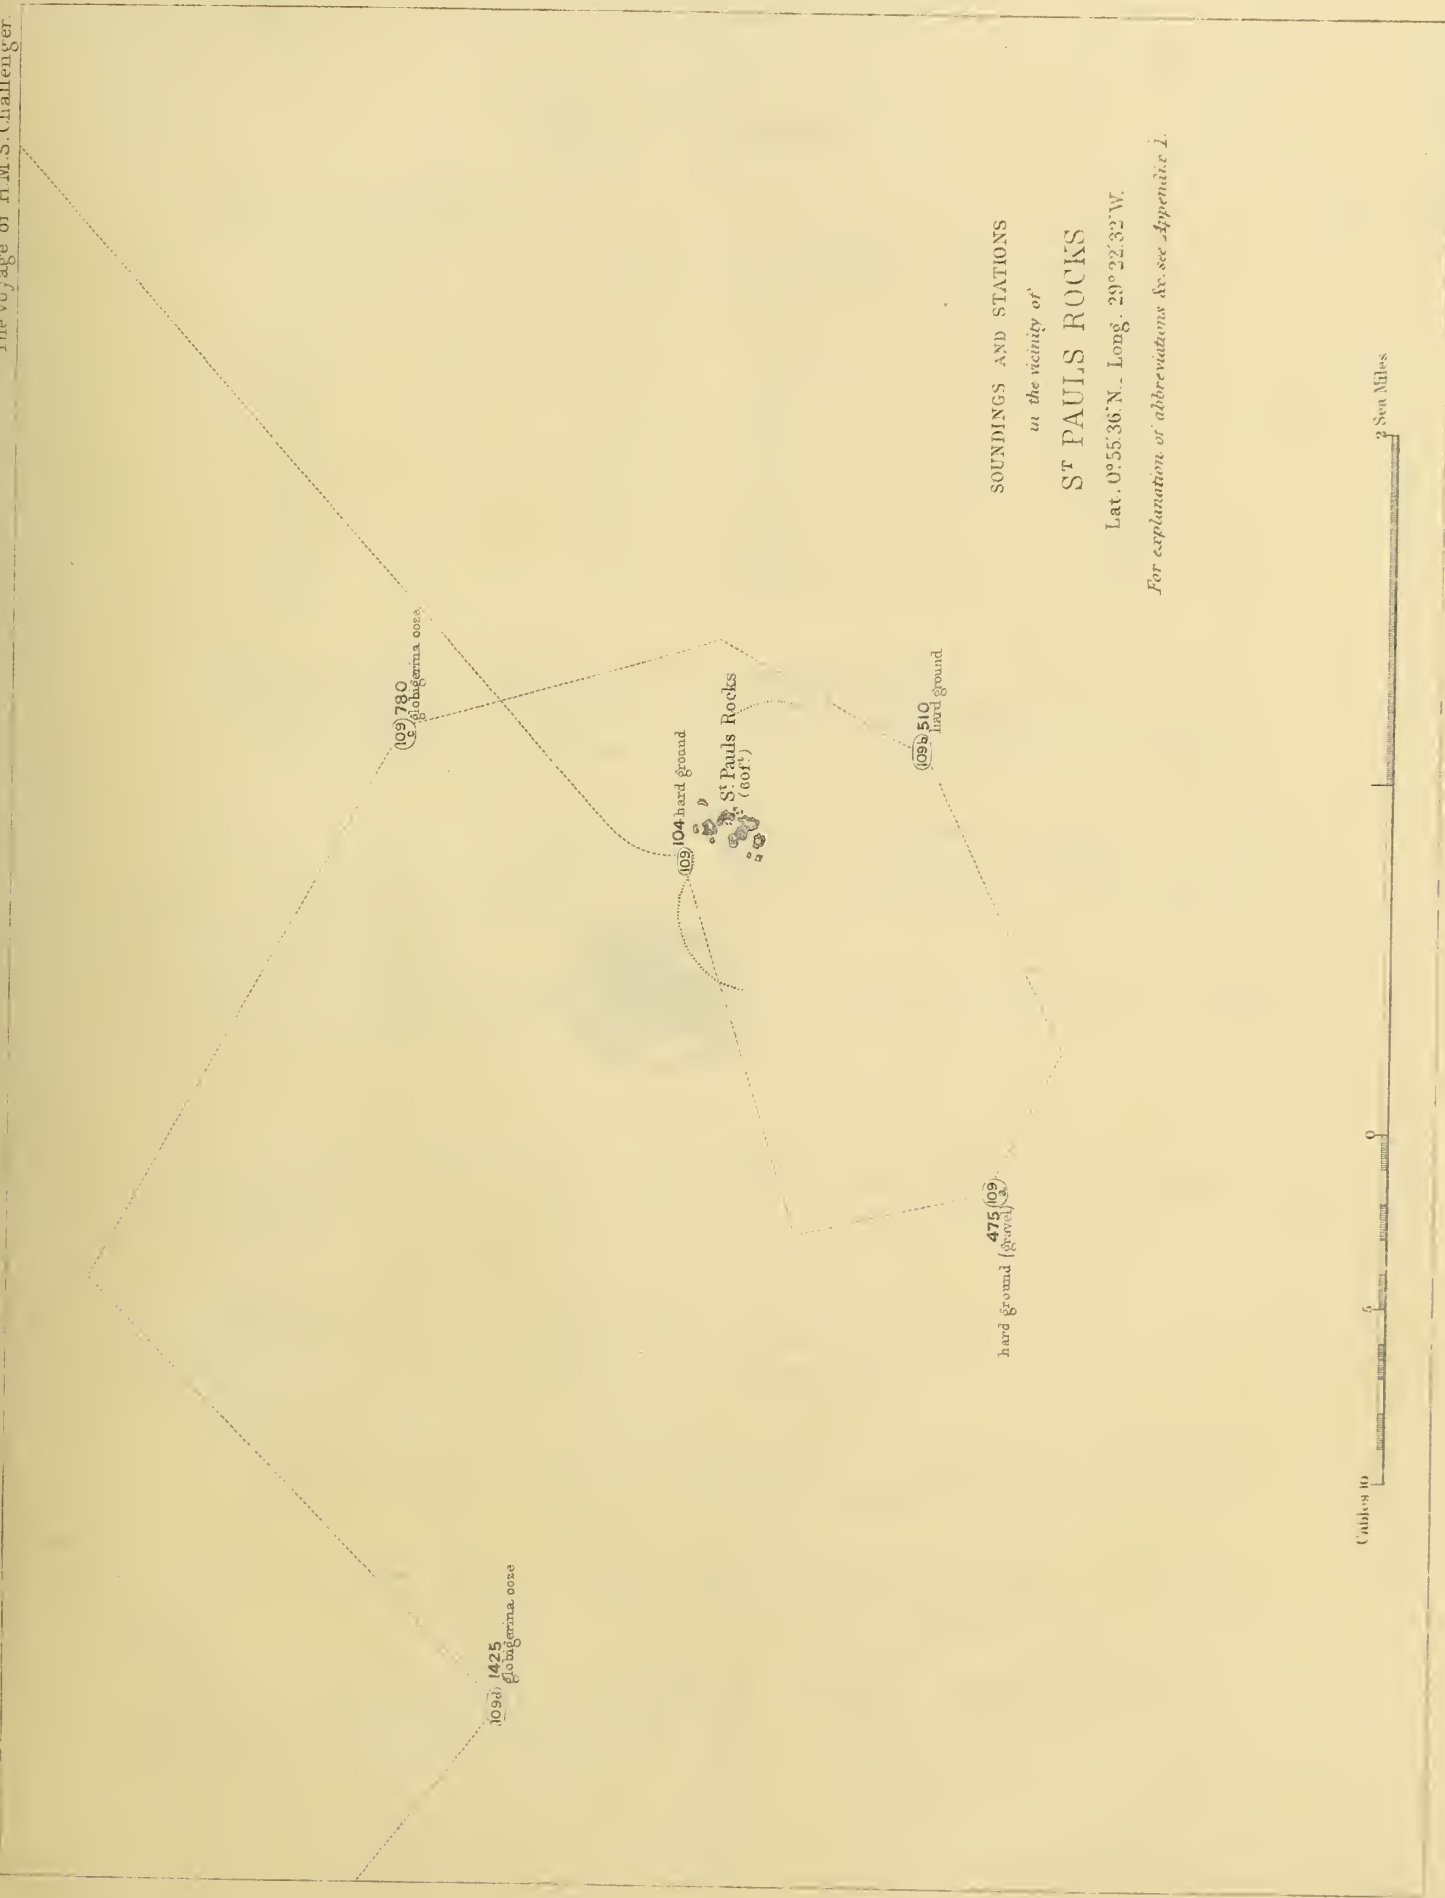 The Voyage of H.M.S. Challenger
(109c) 780
globigerina ooze
(109) 104 hard ground
St. Pauls Rocks
(60ft)
(109b) 510
hard ground
(109d) 1425
globigerina ooze
475 (109a)
hard ground (gravel)
SOUNDINGS AND STATIONS
in the vicinity of
ST PAULS ROCKS
Lat. 0° 55' 36" N. Long. 29° 22' 32" W.
For explanation of abbreviations &c. see Appendix I.
Cables 10 5 0 2 Sea Miles